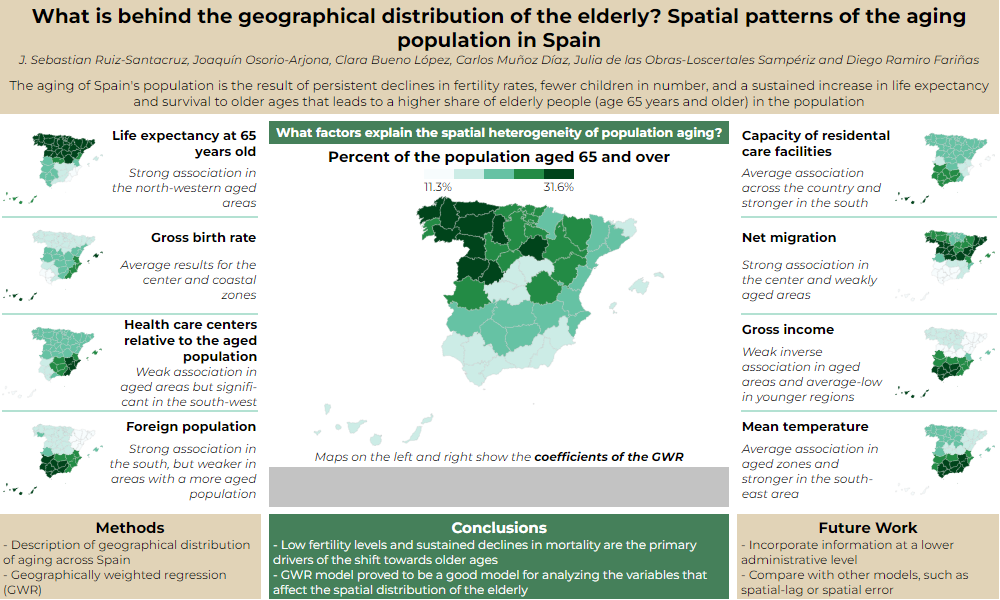 What is behind the geographical distribution of the elderly? Spatial patterns of the aging
population in Spain
J. Sebastian Ruiz-Santacruz, Joaquín Osorio-Arjona, Clara Bueno López, Carlos Muñoz Díaz, Julia de las Obras-Loscertales Sampériz and Diego Ramiro Fariñas
The aging of Spain's population is the result of persistent declines in fertility rates, fewer children in number, and a sustained increase in life expectancy
and survival to older ages that leads to a higher share of elderly people (age 65 years and older) in the population
Life expectancy at 65
years old
Strong association in
the north-western aged
areas
Gross birth rate
Average results for the
center and coastal
zones
Health care centers
relative to the aged
population
Weak association in
aged areas but signifi-
cant in the south-west
Foreign population
Strong association in
the south, but weaker in
areas with a more aged
population
What factors explain the spatial heterogeneity of population aging?
Percent of the population aged 65 and over
11.3% 31.6%
Maps on the left and right show the coefficients of the GWR
Capacity of residental
care facilities
Average association
across the country and
stronger in the south
Net migration
Strong association in
the center and weakly
aged areas
Gross income
Weak inverse
association in aged
areas and average-low
in younger regions
Mean temperature
Average association in
aged zones and
stronger in the south-
east area
Methods
- Description of geographical distribution
of aging across Spain
- Geographically weighted regression
(GWR)
Conclusions
- Low fertility levels and sustained declines in mortality are the primary
drivers of the shift towards older ages
- GWR model proved to be a good model for analyzing the variables that
affect the spatial distribution of the elderly
Future Work
- Incorporate information at a lower
administrative level
- Compare with other models, such as
spatial-lag or spatial error